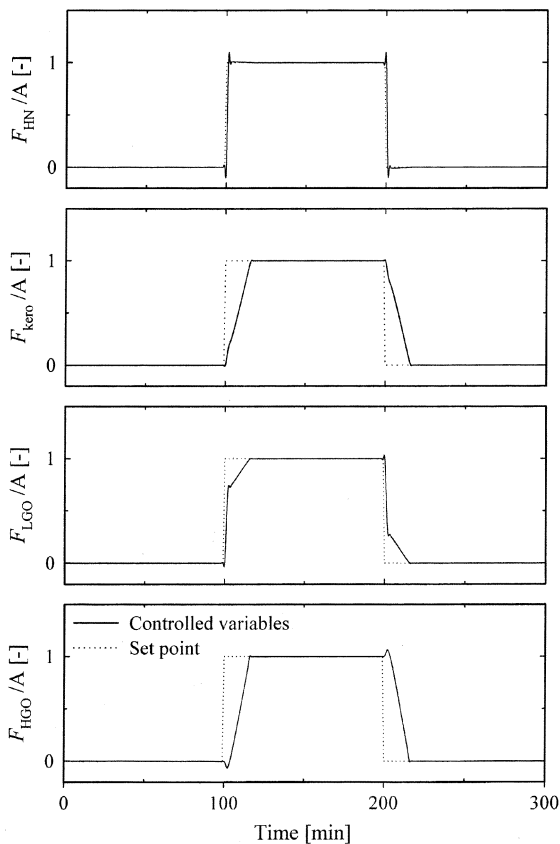 F_HN /A [-]
1
0
F_kero /A [-]
1
0
F_LGO /A [-]
1
0
F_HGO /A [-]
1
0
Controlled variables
Set point
0 100 200 300
Time [min]